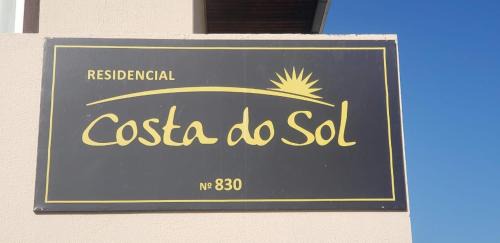 RESIDENCIAL
Costa do Sol
Nº 830